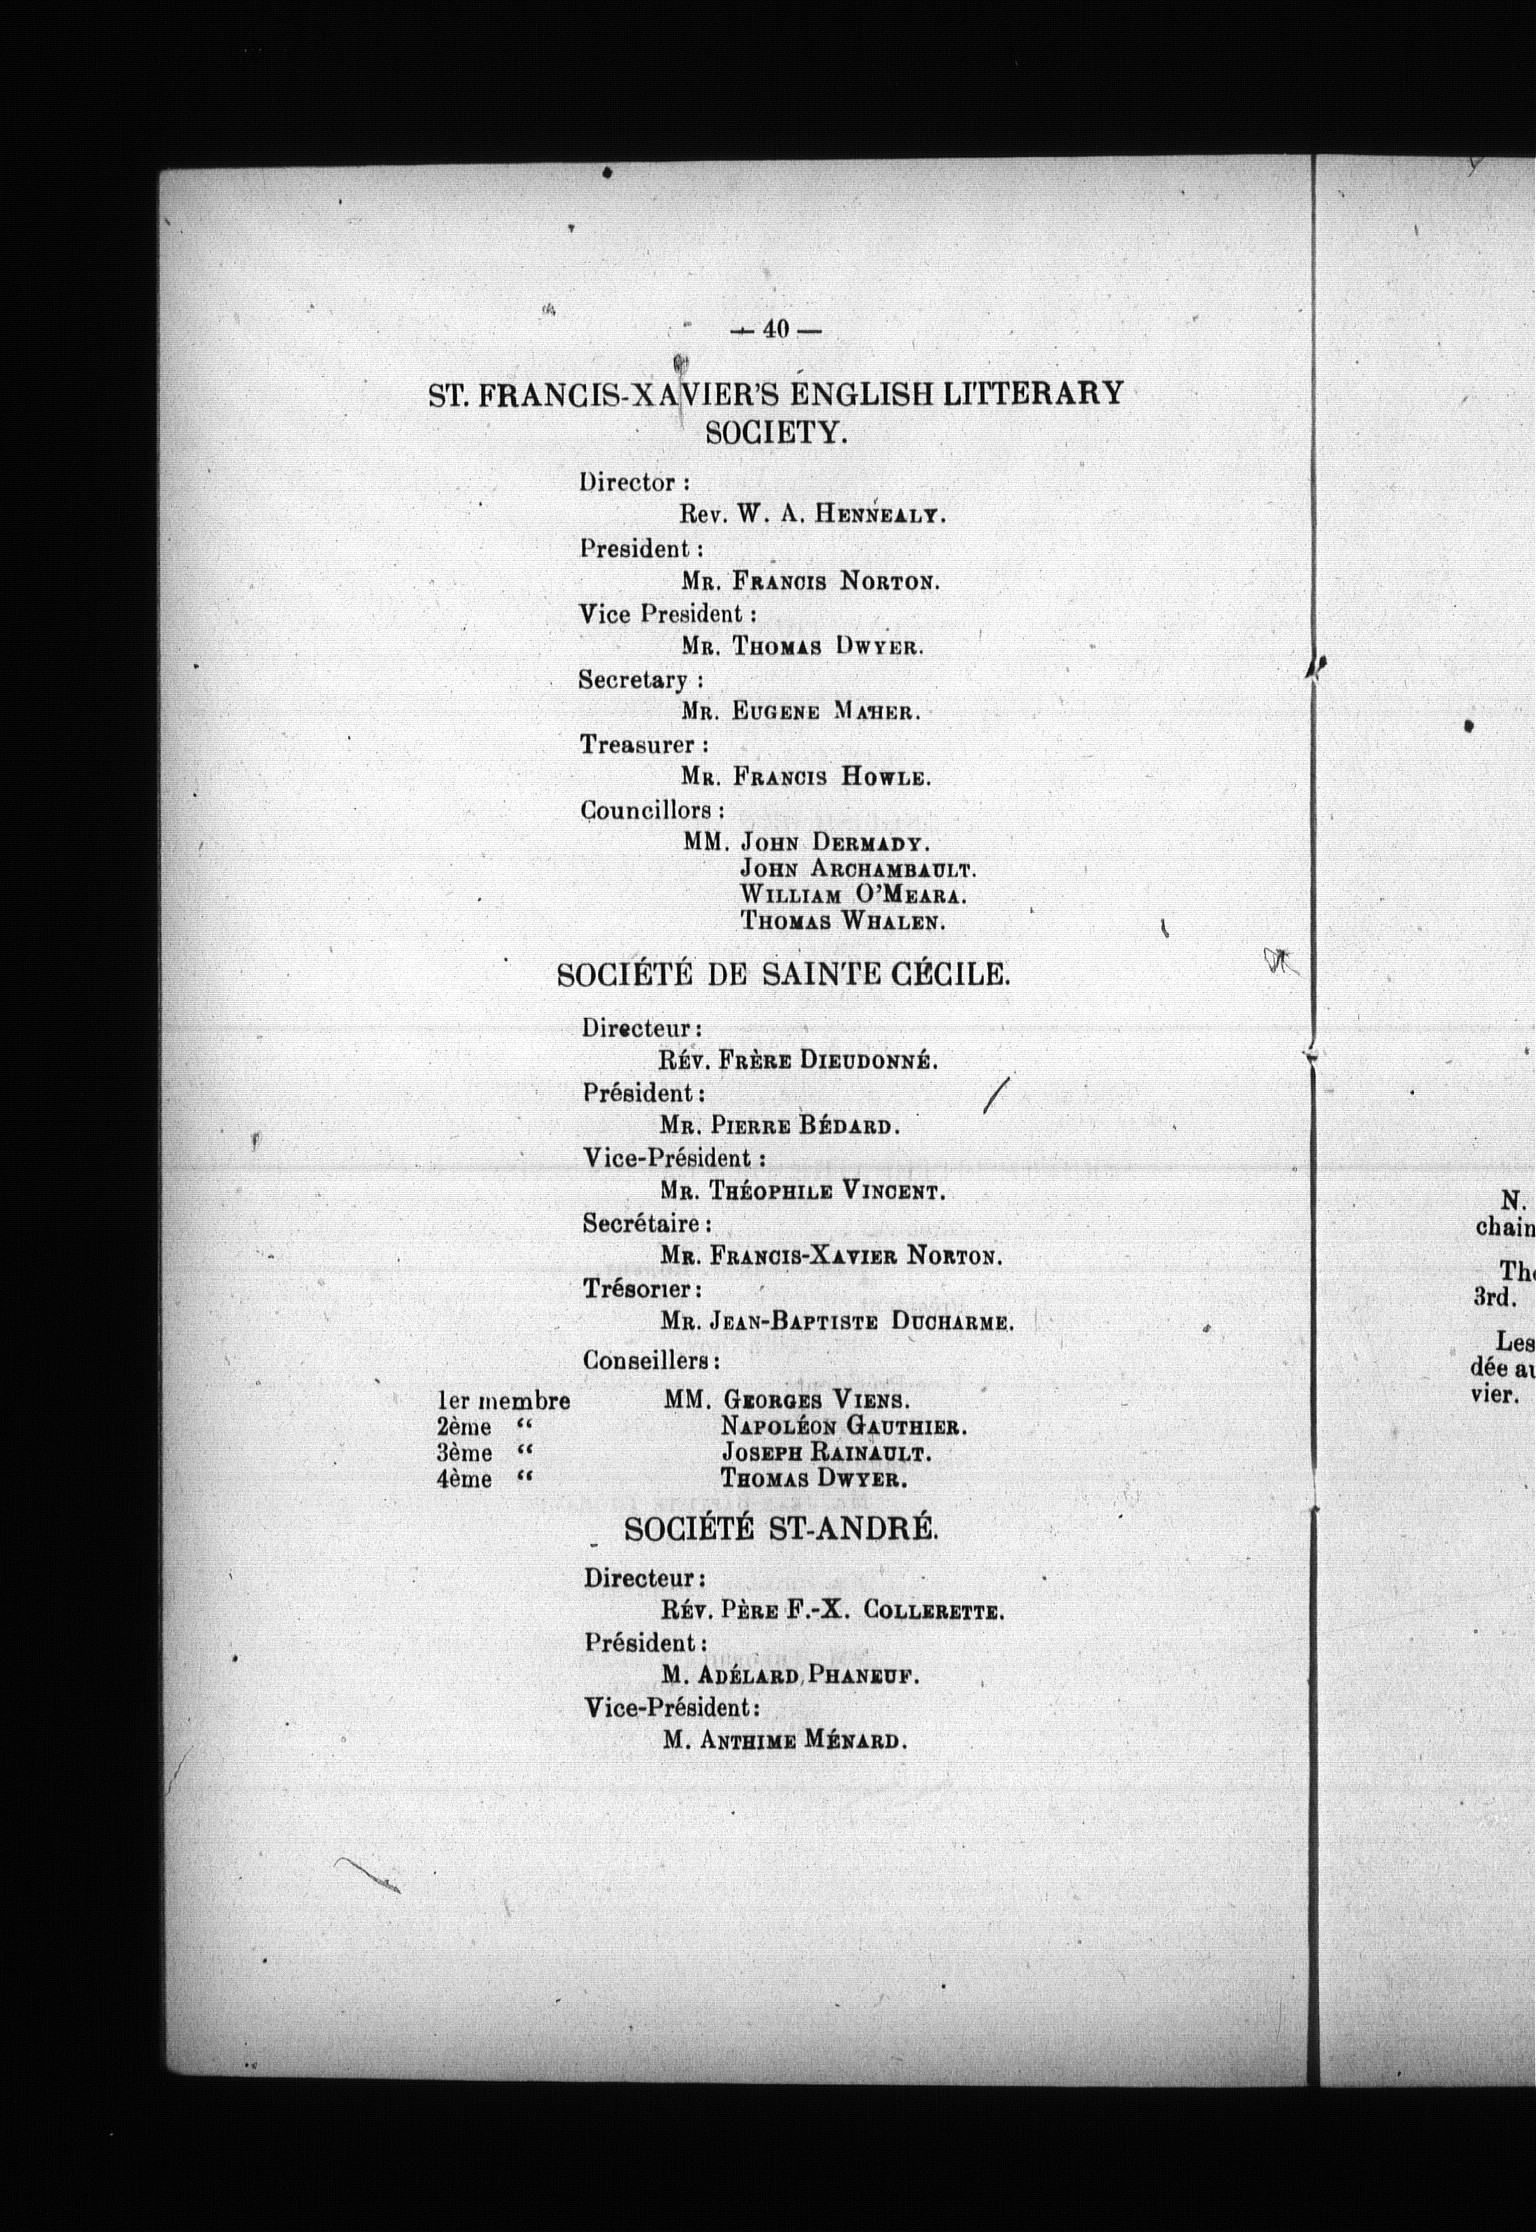 — 40 —
ST. FRANCIS-XAVIER'S ENGLISH LITTERARY
SOCIETY.
Director :
Rev. W. A. HENNEALY.
President :
MR. FRANCIS NORTON.
Vice President :
MR. THOMAS DWYER.
Secretary :
MR. EUGENE MAHER.
Treasurer :
MR. FRANCIS HOWLE.
Councillors :
MM. JOHN DERMADY.
JOHN ARCHAMBAULT.
WILLIAM O'MEARA.
THOMAS WHALEN.
SOCIÉTÉ DE SAINTE CÉCILE.
Directeur :
RÉV. FRÈRE DIEUDONNÉ.
Président :
MR. PIERRE BÉDARD.
Vice-Président :
MR. THÉOPHILE VINCENT.
Secrétaire :
MR. FRANCIS-XAVIER NORTON.
Trésorier :
MR. JEAN-BAPTISTE DUCHARME.
Conseillers :
1er membre MM. GEORGES VIENS.
2ème “ NAPOLÉON GAUTHIER.
3ème “ JOSEPH RAINAULT.
4ème “ THOMAS DWYER.
SOCIÉTÉ ST-ANDRÉ.
Directeur :
RÉV. PÈRE F.-X. COLLERETTE.
Président :
M. ADÉLARD PHANEUF.
Vice-Président :
M. ANTHIME MÉNARD.
N.
chain
The
3rd.
Les
dée au
vier.